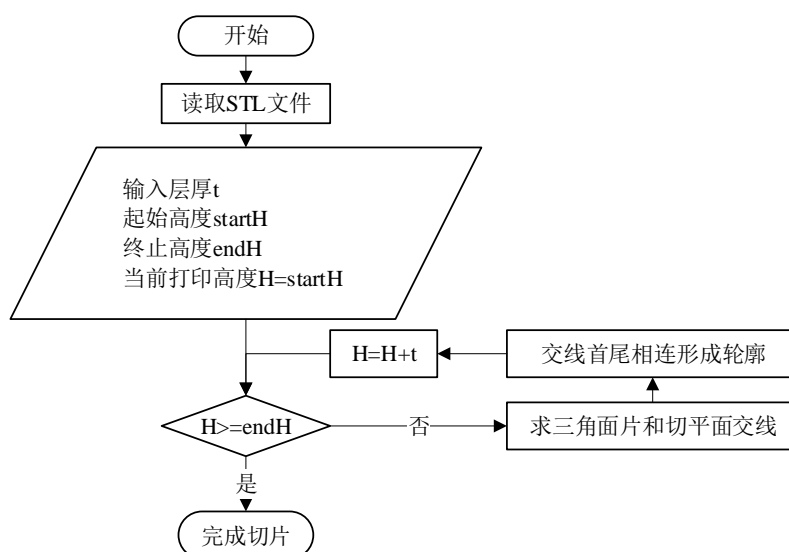 开始
读取STL文件
输入层厚t
起始高度startH
终止高度endH
当前打印高度H=startH
H=H+t
交线首尾相连形成轮廓
H>=endH
否
求三角面片和切平面交线
是
完成切片